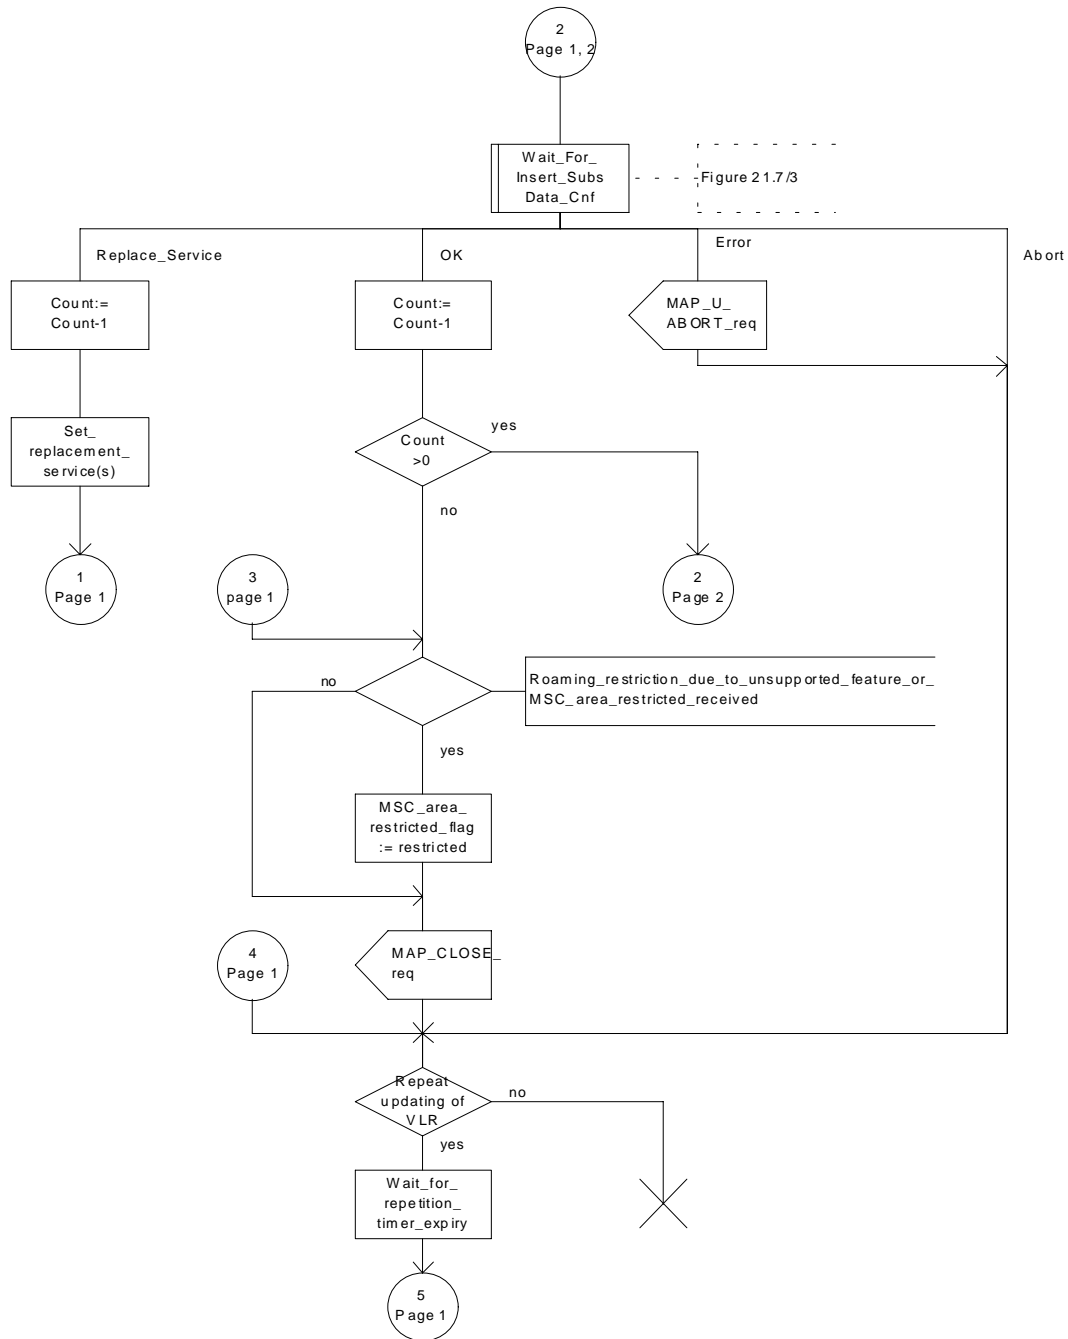 2
Page 1, 2
Wait_For_
Insert_Subs
Data_Cnf
Figure 21.7/3
Replace_Service
OK
Error
Abort
Count:=
Count-1
Count:=
Count-1
MAP_U_
ABORT_req
Set_
replacement_
service(s)
Count
>0
yes
no
1
Page 1
3
page 1
2
Page 2
no
Roaming_restriction_due_to_unsupported_feature_or_
MSC_area_restricted_received
yes
MSC_area_
restricted_flag
:= restricted
4
Page 1
MAP_CLOSE_
req
Repeat
updating of
VLR
no
yes
Wait_for_
repetition_
timer_expiry
5
Page 1